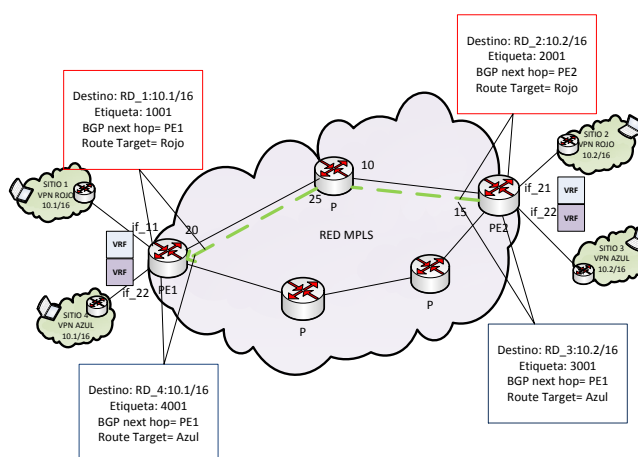 Destino: RD_2:10.2/16
Etiqueta: 2001
BGP next hop= PE2
Route Target= Rojo
Destino: RD_1:10.1/16
Etiqueta: 1001
BGP next hop= PE1
Route Target= Rojo
SITIO 2
VPN ROJO
10.2/16
SITIO 1
VPN ROJO
10.1/16
10
25
P
15
if_21
if_22
VRF
VRF
PE2
RED MPLS
if_11
20
VRF
VRF
if_22
PE1
SITIO 3
VPN AZUL
10.2/16
SITIO 4
VPN AZUL
10.1/16
P
P
Destino: RD_4:10.1/16
Etiqueta: 4001
BGP next hop= PE1
Route Target= Azul
Destino: RD_3:10.2/16
Etiqueta: 3001
BGP next hop= PE1
Route Target= Azul